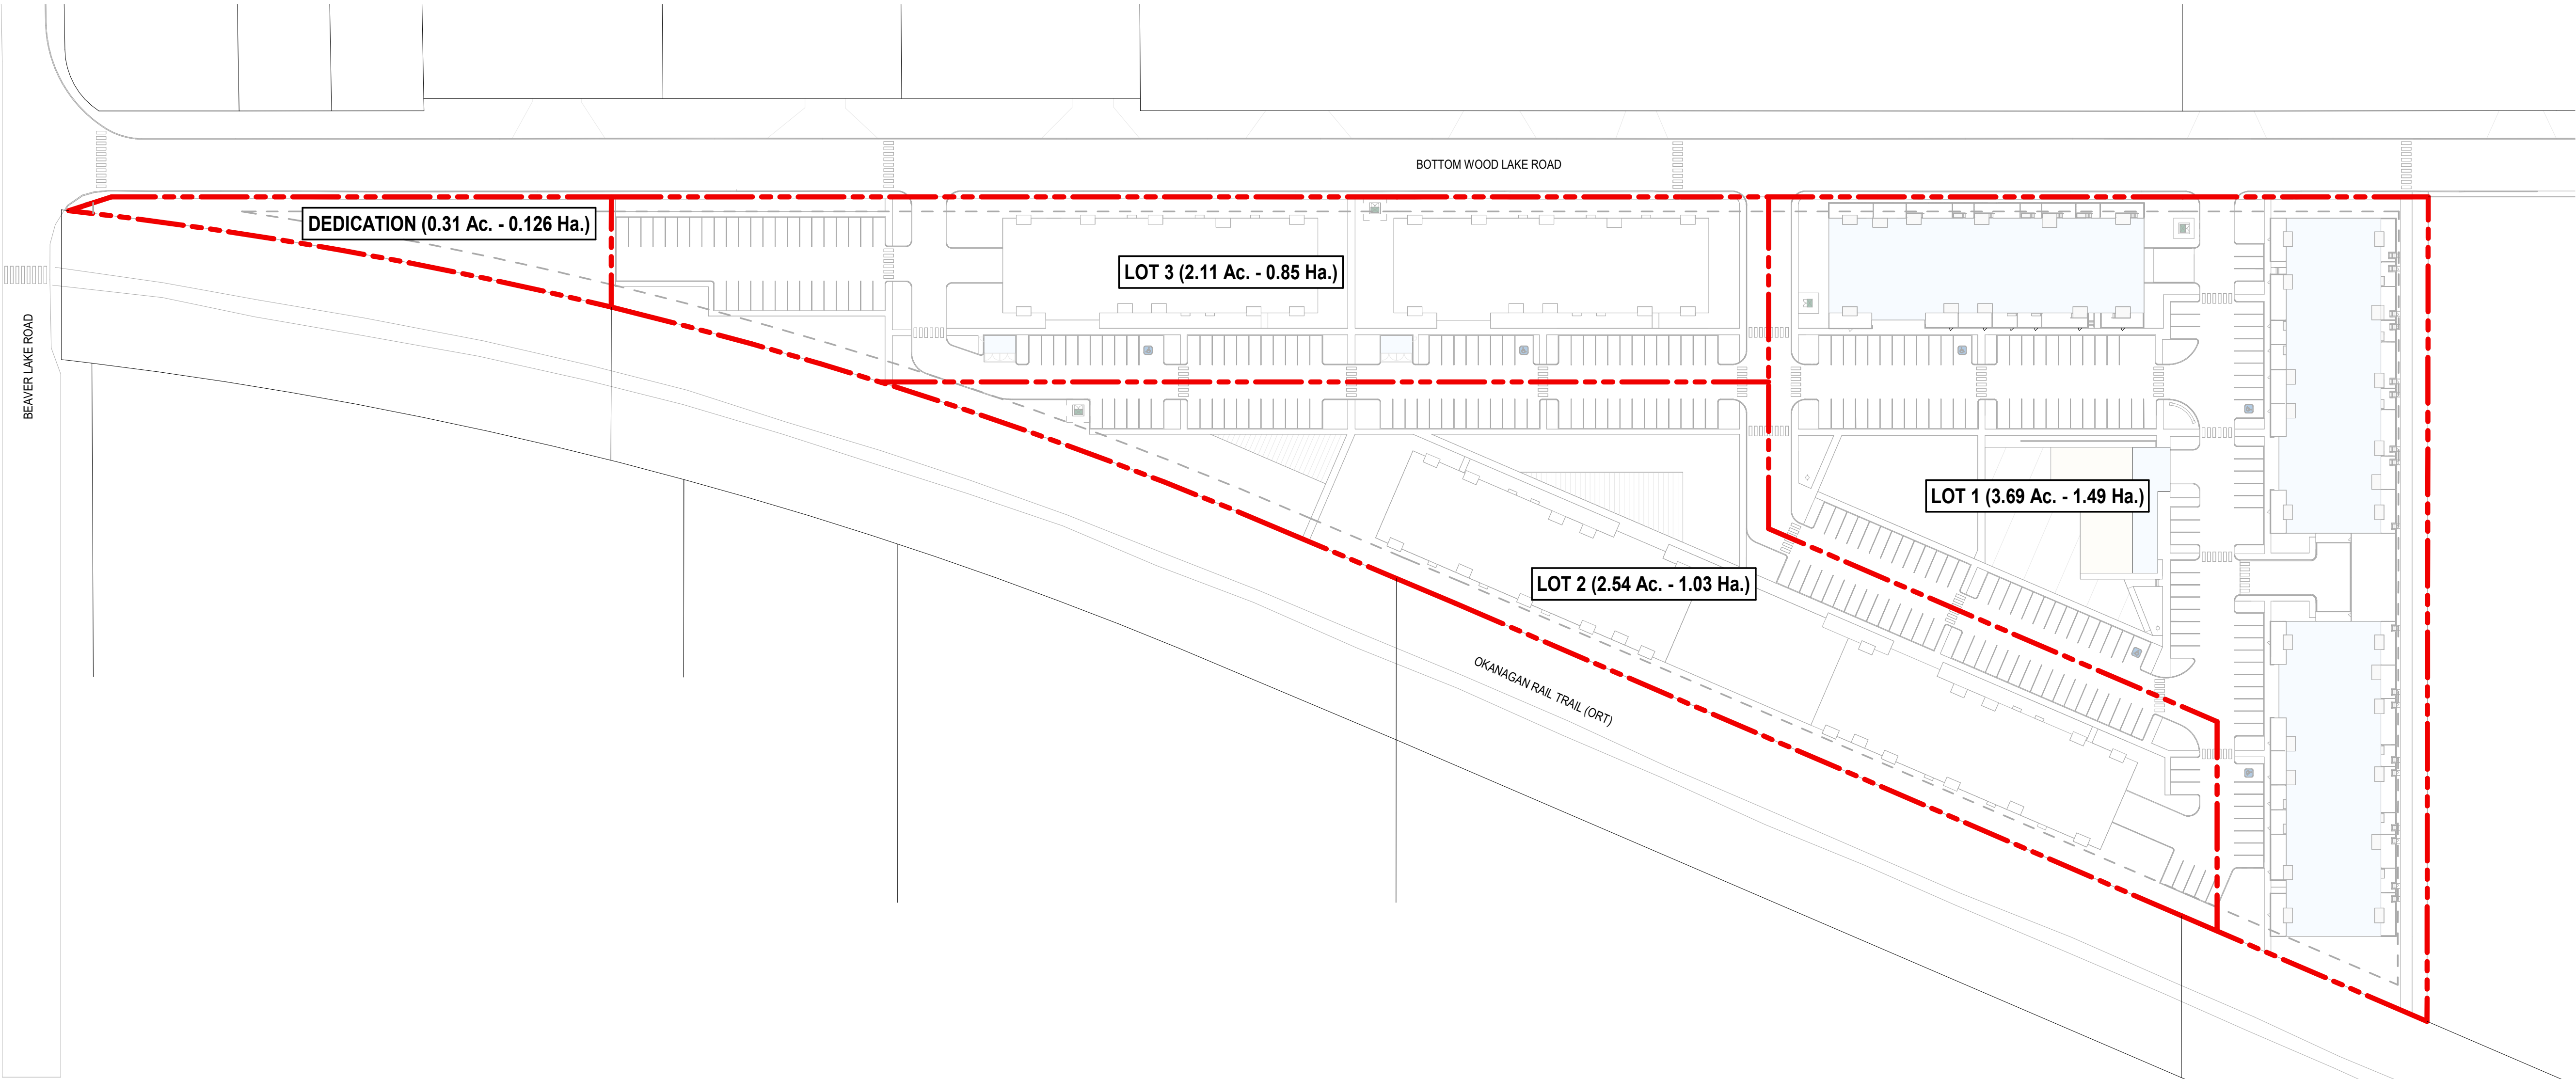 BOTTOM WOOD LAKE ROAD
DEDICATION (0.31 Ac. - 0.126 Ha.)
LOT 3 (2.11 Ac. - 0.85 Ha.)
BEAVER LAKE ROAD
LOT 1 (3.69 Ac. - 1.49 Ha.)
LOT 2 (2.54 Ac. - 1.03 Ha.)
OKANAGAN RAIL TRAIL (ORT)